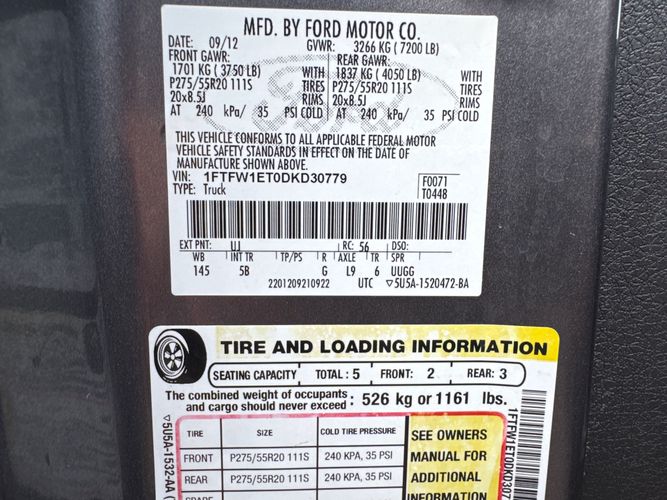 MFD. BY FORD MOTOR CO.
DATE: 09/12 GVWR: 3266 KG ( 7200 LB)
FRONT GAWR: REAR GAWR:
1701 KG ( 3750 LB) WITH 1837 KG ( 4050 LB) WITH
P275/55R20 111S TIRES P275/55R20 111S TIRES
20x8.5J RIMS 20x8.5J RIMS
AT 240 kPa/ 35 PSI COLD AT 240 kPa/ 35 PSI COLD
THIS VEHICLE CONFORMS TO ALL APPLICABLE FEDERAL MOTOR
VEHICLE SAFETY STANDARDS IN EFFECT ON THE DATE OF
MANUFACTURE SHOWN ABOVE.
VIN: 1FTFW1ET0DKD30779
TYPE: Truck
F0071
T0448
EXT PNT: UJ RC: 56 DSO:
WB INT TR TP/PS R AXLE TR SPR
145 5B G L9 6 UUGG
2201209210922 UTC ▽5U5A-1520472-BA
TIRE AND LOADING INFORMATION
SEATING CAPACITY TOTAL : 5 FRONT: 2 REAR: 3
The combined weight of occupants
and cargo should never exceed : 526 kg or 1161 lbs.
TIRE SIZE COLD TIRE PRESSURE
FRONT P275/55R20 111S 240 KPA, 35 PSI
REAR P275/55R20 111S 240 KPA, 35 PSI
SEE OWNERS
MANUAL FOR
ADDITIONAL
INFORMATION
▽5U5A-1532-AA
1FTFW1ET0DKD307